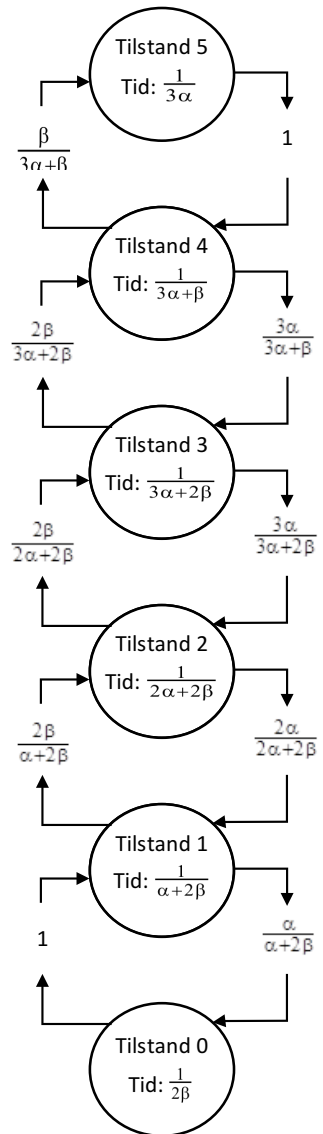 Tilstand 5
Tid: 1/3α
β/3α+β
1
Tilstand 4
Tid: 1/3α+β
2β/3α+2β
3α/3α+β
Tilstand 3
Tid: 1/3α+2β
2β/2α+2β
3α/3α+2β
Tilstand 2
Tid: 1/2α+2β
2β/α+2β
2α/2α+2β
Tilstand 1
Tid: 1/α+2β
1
α/α+2β
Tilstand 0
Tid: 1/2β